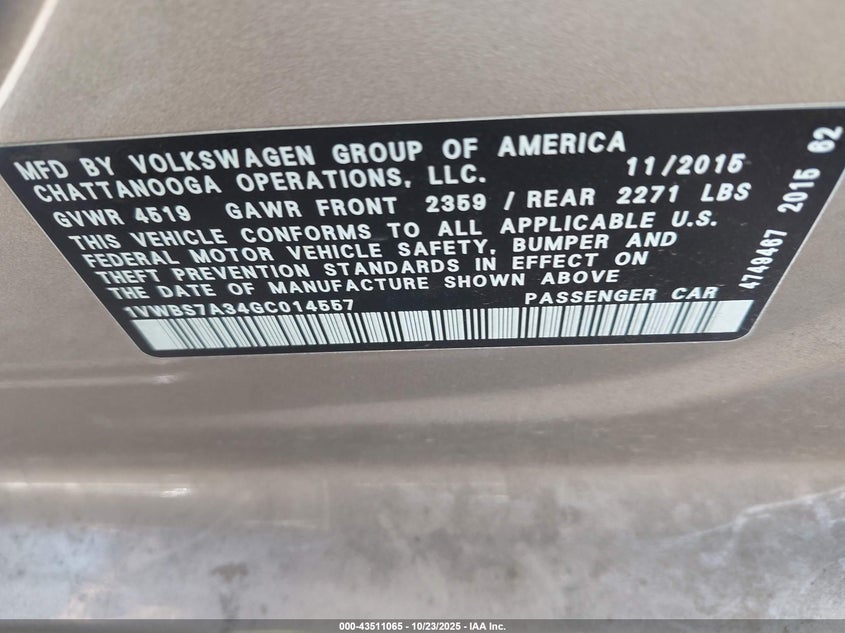 MFD BY VOLKSWAGEN GROUP OF AMERICA
CHATTANOOGA OPERATIONS, LLC. 11/2015
GVWR 4519 GAWR FRONT 2359 / REAR 2271 LBS
THIS VEHICLE CONFORMS TO ALL APPLICABLE U.S.
FEDERAL MOTOR VEHICLE SAFETY, BUMPER AND
THEFT PREVENTION STANDARDS IN EFFECT ON
THE DATE OF MANUFACTURE SHOWN ABOVE
1VWBS7A34GC014557 PASSENGER CAR
4749467 2015 62
000-43511065 - 10/23/2025 - IAA Inc.